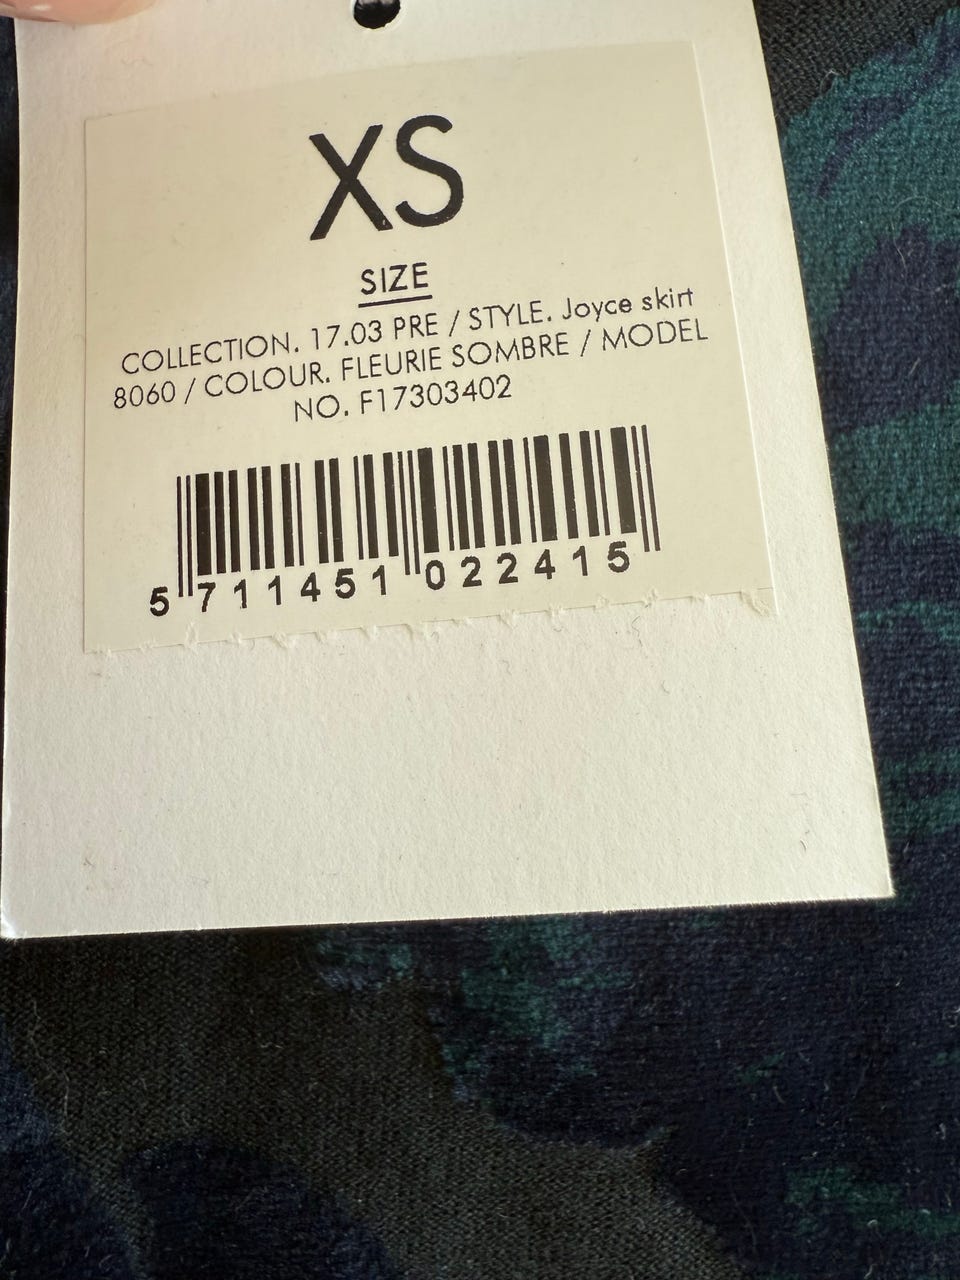 XS
SIZE
COLLECTION. 17.03 PRE / STYLE. Joyce skirt
8060 / COLOUR. FLEURIE SOMBRE / MODEL
NO. F17303402
5 711451 022415